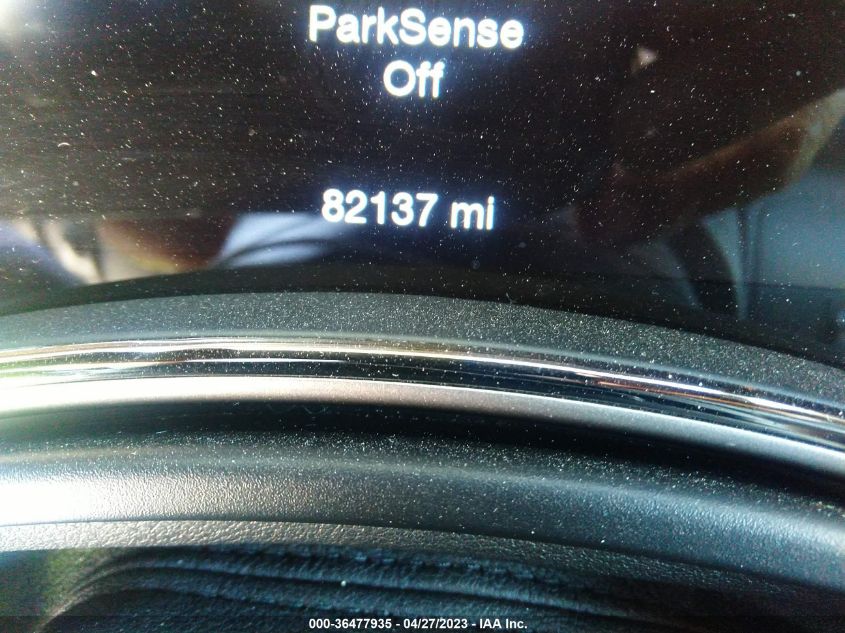 ParkSense
Off
82137 mi
000-36477935 - 04/27/2023 - IAA Inc.